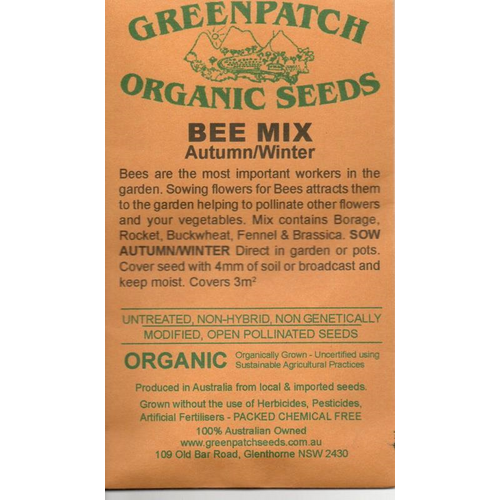 GREENPATCH
ORGANIC SEEDS
BEE MIX
Autumn/Winter
Bees are the most important workers in the
garden. Sowing flowers for Bees attracts them
to the garden helping to pollinate other flowers
and your vegetables. Mix contains Borage,
Rocket, Buckwheat, Fennel & Brassica. SOW
AUTUMN/WINTER Direct in garden or pots.
Cover seed with 4mm of soil or broadcast and
keep moist. Covers 3m²
UNTREATED, NON-HYBRID, NON GENETICALLY
MODIFIED, OPEN POLLINATED SEEDS
ORGANIC Organically Grown - Uncertified using
Sustainable Agricultural Practices
Produced in Australia from local & imported seeds.
Grown without the use of Herbicides, Pesticides,
Artificial Fertilisers - PACKED CHEMICAL FREE
100% Australian Owned
www.greenpatchseeds.com.au
109 Old Bar Road, Glenthorne NSW 2430